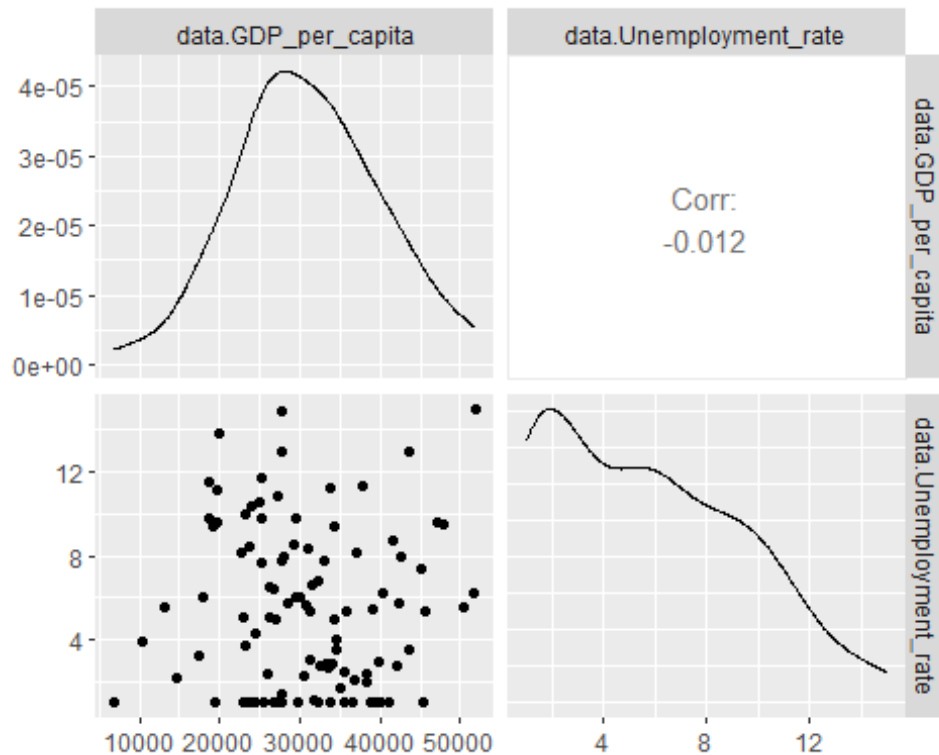 data.GDP_per_capita
data.Unemployment_rate
4e-05
3e-05
2e-05
1e-05
0e+00
Corr:
-0.012
data.GDP_per_capita
12
8
4
data.Unemployment_rate
10000 20000 30000 40000 50000
4 8 12